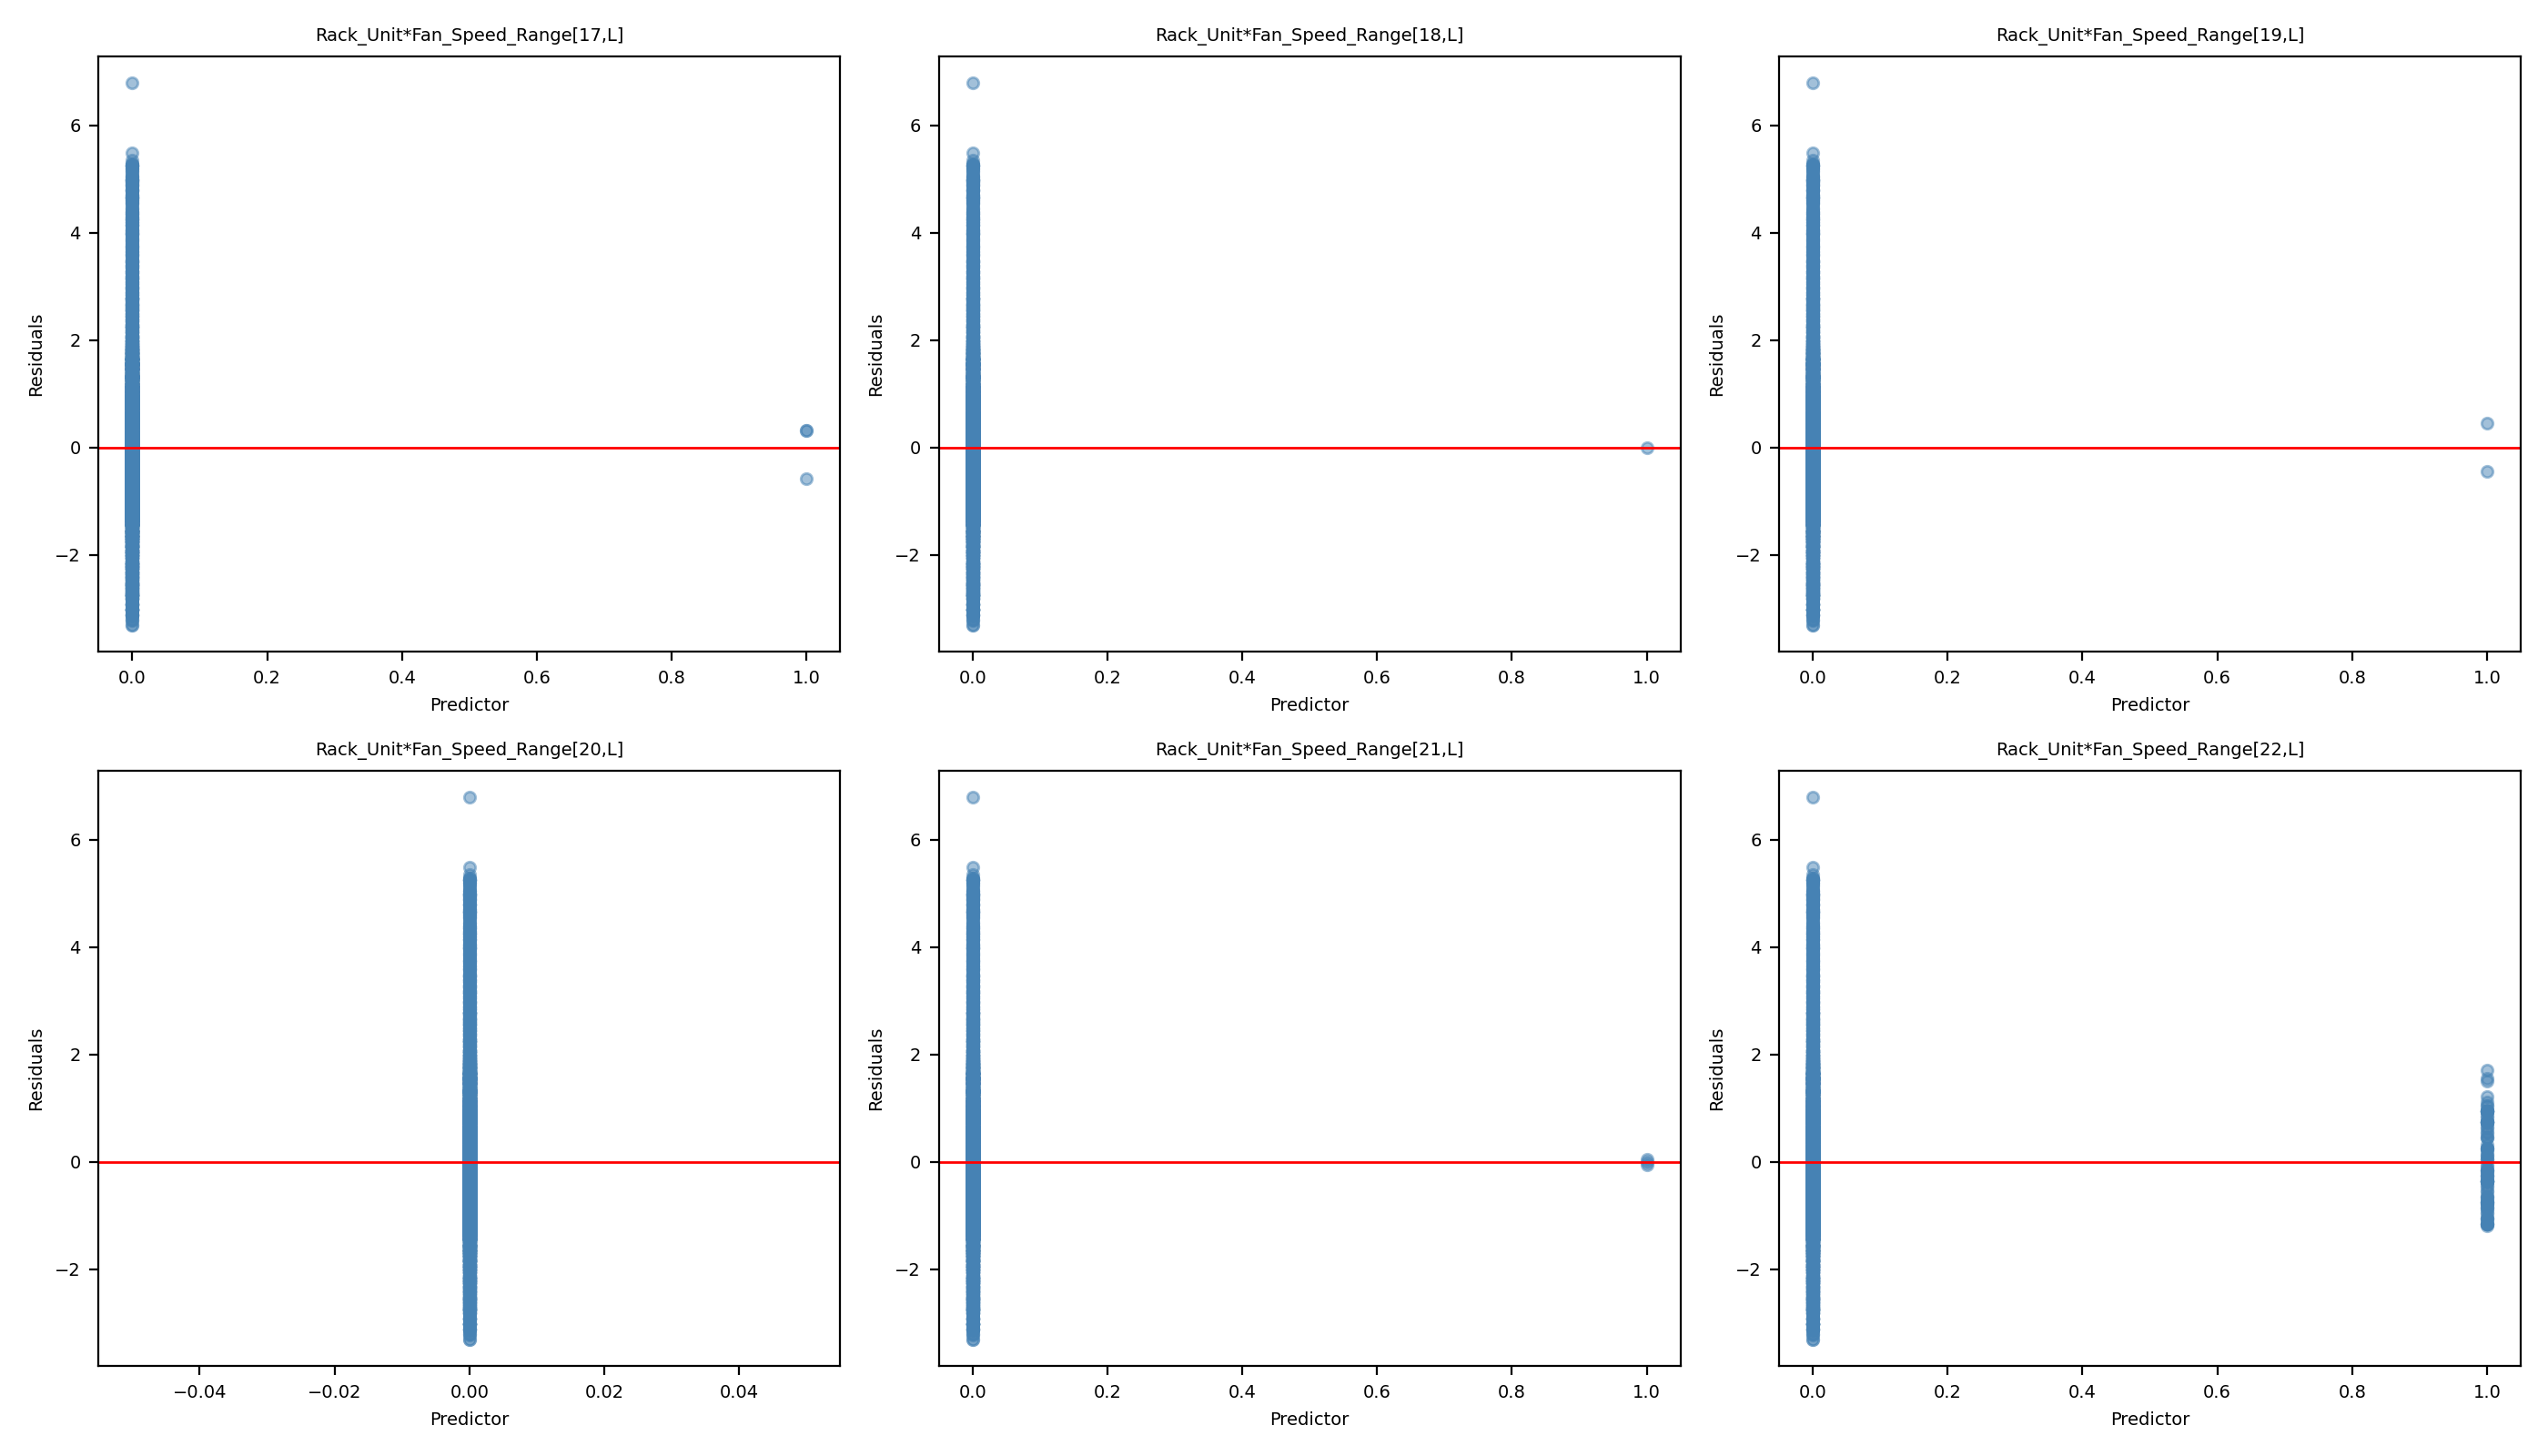 Rack_Unit*Fan_Speed_Range[17,L]
Rack_Unit*Fan_Speed_Range[18,L]
Rack_Unit*Fan_Speed_Range[19,L]
Residuals
6
4
2
0
−2
0.0 0.2 0.4 0.6 0.8 1.0
Predictor
Residuals
6
4
2
0
−2
0.0 0.2 0.4 0.6 0.8 1.0
Predictor
Residuals
6
4
2
0
−2
0.0 0.2 0.4 0.6 0.8 1.0
Predictor
Rack_Unit*Fan_Speed_Range[20,L]
Rack_Unit*Fan_Speed_Range[21,L]
Rack_Unit*Fan_Speed_Range[22,L]
Residuals
6
4
2
0
−2
−0.04 −0.02 0.00 0.02 0.04
Predictor
Residuals
6
4
2
0
−2
0.0 0.2 0.4 0.6 0.8 1.0
Predictor
Residuals
6
4
2
0
−2
0.0 0.2 0.4 0.6 0.8 1.0
Predictor